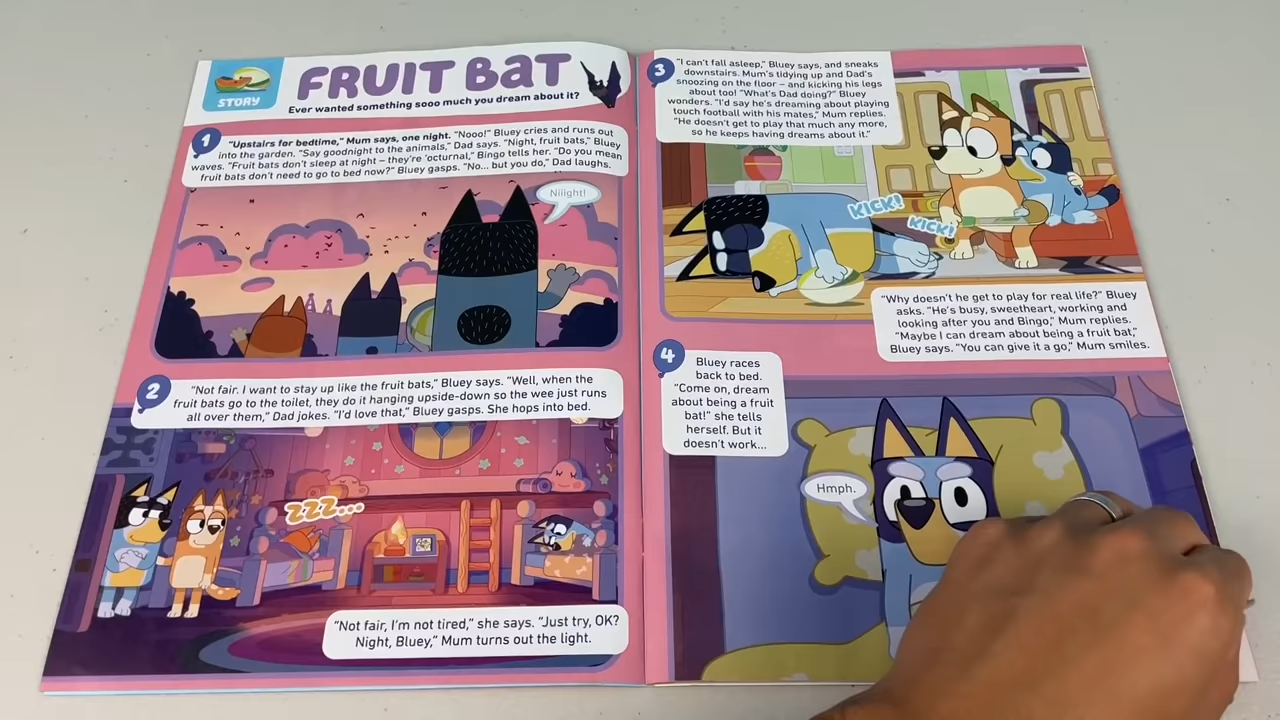 STORY
FRUIT BAT
Ever wanted something sooo much you dream about it?
1
"Upstairs for bedtime," Mum says, one night. "Nooo!" Bluey cries and runs out
into the garden. "Say goodnight to the animals," Dad says. "Night, fruit bats," Bluey
waves. "Fruit bats don't sleep at night – they're 'octurnal," Bingo tells her. "Do you mean
fruit bats don't need to go to bed now?" Bluey gasps. "No... but you do," Dad laughs.
Niiight!
2
"Not fair. I want to stay up like the fruit bats," Bluey says. "Well, when the
fruit bats go to the toilet, they do it hanging upside-down so the wee just runs
all over them," Dad jokes. "I'd love that," Bluey gasps. She hops into bed.
ZZZ...
"Not fair, I'm not tired," she says. "Just try, OK?
Night, Bluey," Mum turns out the light.
3
"I can't fall asleep," Bluey says, and sneaks
downstairs. Mum's tidying up and Dad's
snoozing on the floor – and kicking his legs
about too! "What's Dad doing?" Bluey
wonders. "I'd say he's dreaming about playing
touch football with his mates," Mum replies.
"He doesn't get to play that much any more,
so he keeps having dreams about it."
KICK!
KICK!
"Why doesn't he get to play for real life?" Bluey
asks. "He's busy, sweetheart, working and
looking after you and Bingo," Mum replies.
"Maybe I can dream about being a fruit bat,"
Bluey says. "You can give it a go," Mum smiles.
4
Bluey races
back to bed.
"Come on, dream
about being a fruit
bat!" she tells
herself. But it
doesn't work...
Hmph.